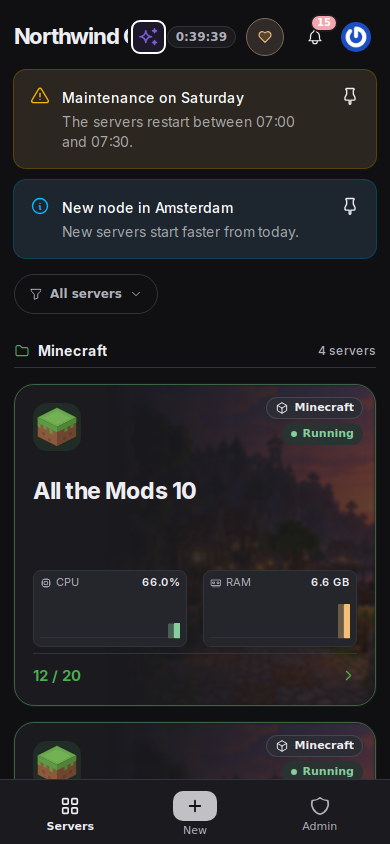 Northwind
0:39:39
15
Maintenance on Saturday
The servers restart between 07:00
and 07:30.
New node in Amsterdam
New servers start faster from today.
All servers
Minecraft
4 servers
Minecraft
Running
All the Mods 10
CPU
66.0%
RAM
6.6 GB
12 / 20
Minecraft
Running
Servers
New
Admin